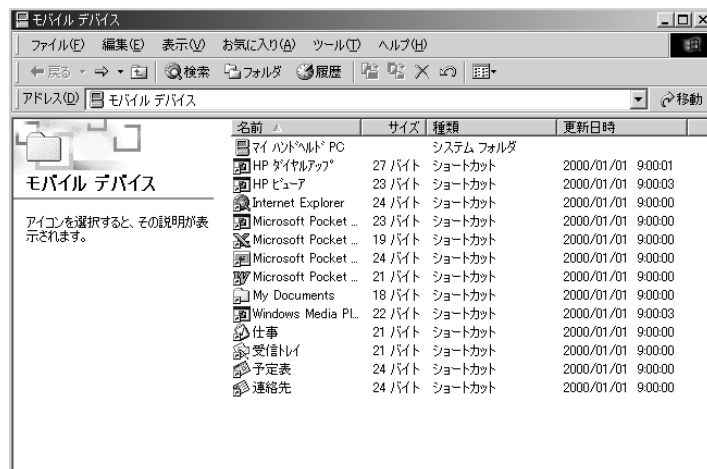 モバイル デバイス
ファイル(F) 編集(E) 表示(V) お気に入り(A) ツール(T) ヘルプ(H)
戻る 検索 フォルダ 履歴
アドレス(D) モバイル デバイス 移動
モバイル デバイス
アイコンを選択すると、その説明が表
示されます。
名前 サイズ 種類 更新日時
マイ ハンドヘルド PC システム フォルダ
HP ダイヤルアップ 27 バイト ショートカット 2000/01/01 9:00:01
HP ビューア 23 バイト ショートカット 2000/01/01 9:00:03
Internet Explorer 24 バイト ショートカット 2000/01/01 9:00:00
Microsoft Pocket ... 23 バイト ショートカット 2000/01/01 9:00:00
Microsoft Pocket ... 19 バイト ショートカット 2000/01/01 9:00:00
Microsoft Pocket ... 24 バイト ショートカット 2000/01/01 9:00:00
Microsoft Pocket ... 21 バイト ショートカット 2000/01/01 9:00:00
My Documents 18 バイト ショートカット 2000/01/01 9:00:00
Windows Media Pl... 22 バイト ショートカット 2000/01/01 9:00:03
仕事 21 バイト ショートカット 2000/01/01 9:00:00
受信トレイ 21 バイト ショートカット 2000/01/01 9:00:00
予定表 24 バイト ショートカット 2000/01/01 9:00:00
連絡先 24 バイト ショートカット 2000/01/01 9:00:00